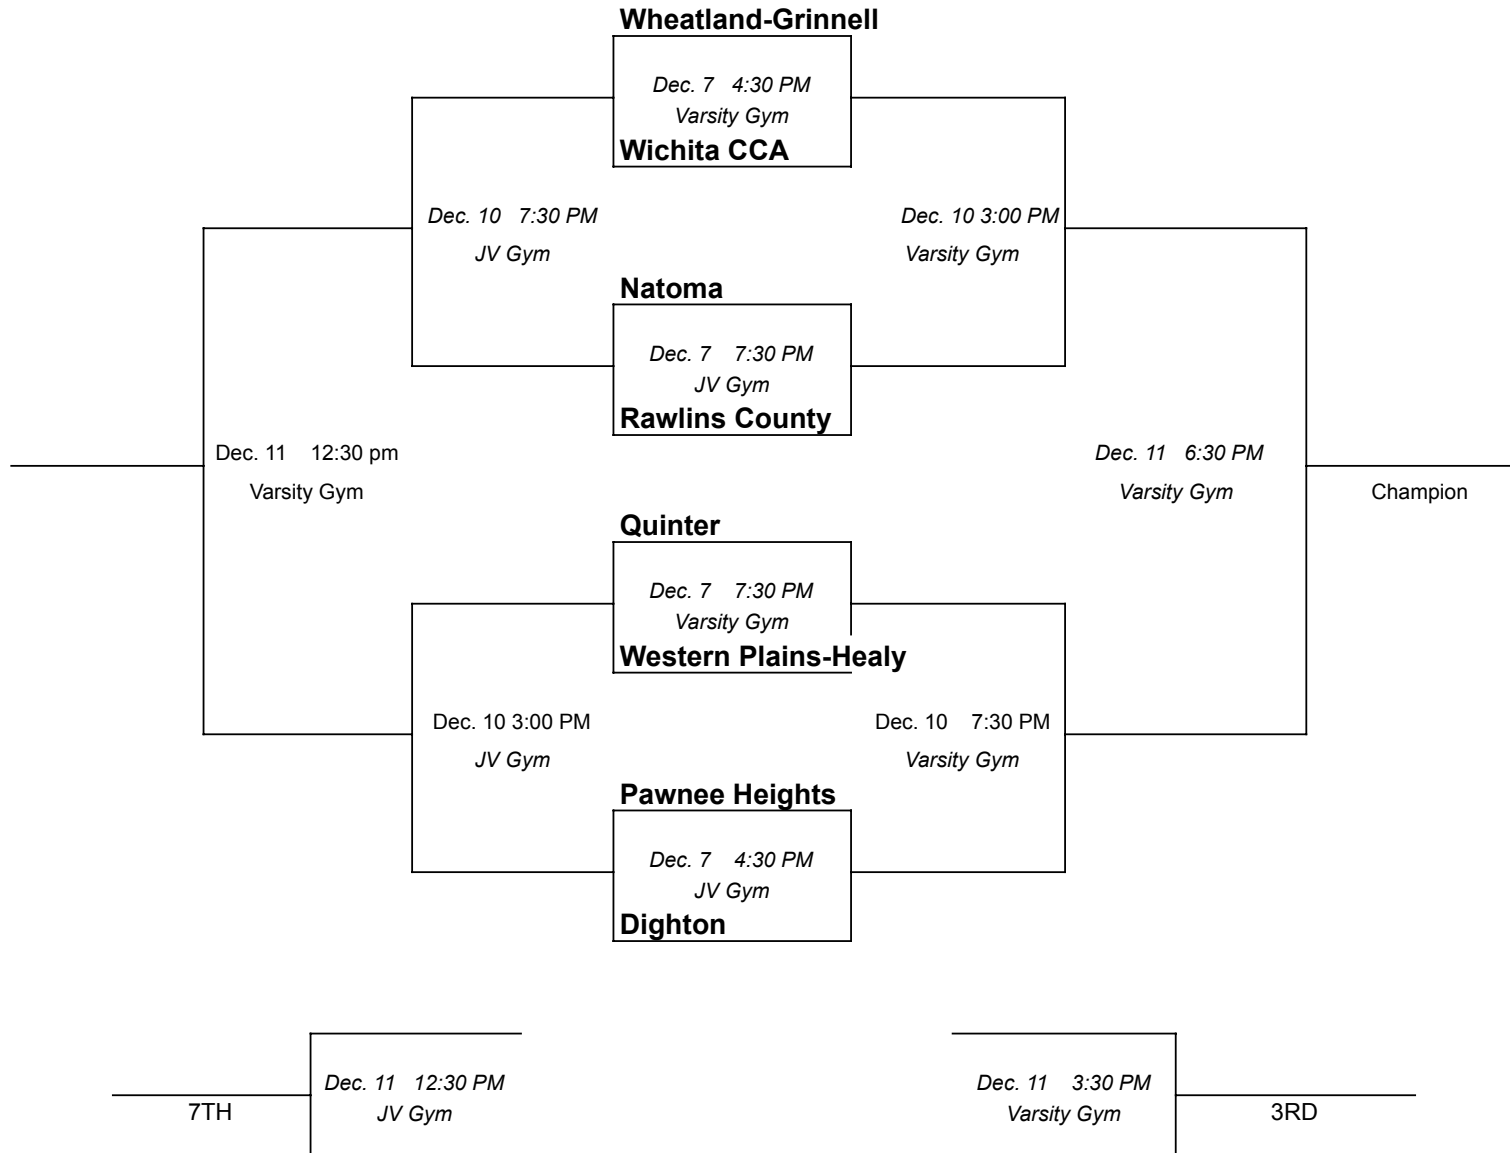 Wheatland-Grinnell
Dec. 7 4:30 PM
Varsity Gym
Wichita CCA
Dec. 10 7:30 PM
JV Gym
Dec. 10 3:00 PM
Varsity Gym
Natoma
Dec. 7 7:30 PM
JV Gym
Rawlins County
Dec. 11 12:30 pm
Varsity Gym
Dec. 11 6:30 PM
Varsity Gym
Champion
Quinter
Dec. 7 7:30 PM
Varsity Gym
Western Plains-Healy
Dec. 10 3:00 PM
JV Gym
Dec. 10 7:30 PM
Varsity Gym
Pawnee Heights
Dec. 7 4:30 PM
JV Gym
Dighton
Dec. 11 12:30 PM
JV Gym
7TH
Dec. 11 3:30 PM
Varsity Gym
3RD